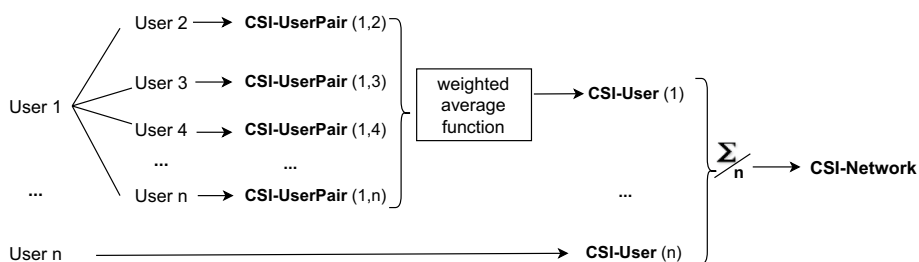 User 2 CSI-UserPair (1,2)
User 3 CSI-UserPair (1,3)
User 1
weighted
average
function
CSI-User (1)
User 4 CSI-UserPair (1,4)
... ...
Σ/n CSI-Network
... User n CSI-UserPair (1,n) ...
User n CSI-User (n)